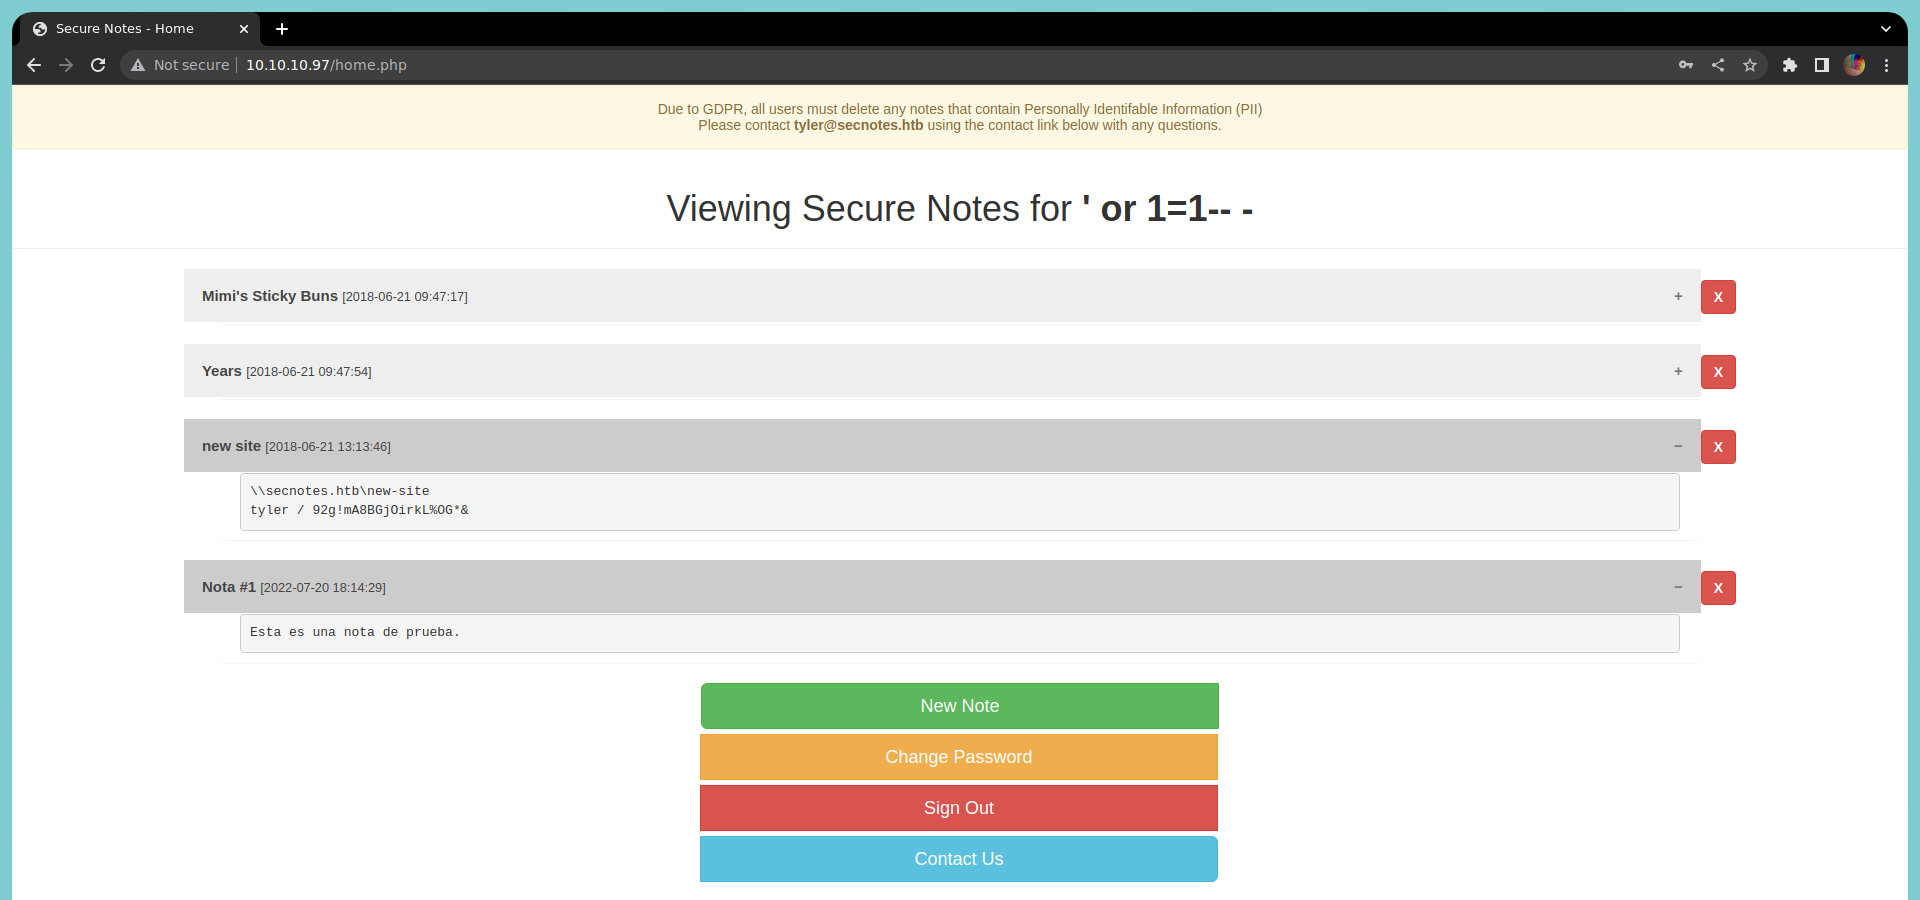 Secure Notes - Home
Not secure 10.10.10.97/home.php
Due to GDPR, all users must delete any notes that contain Personally Identifable Information (PII)
Please contact tyler@secnotes.htb using the contact link below with any questions.
Viewing Secure Notes for ' or 1=1-- -
Mimi's Sticky Buns [2018-06-21 09:47:17] + X
Years [2018-06-21 09:47:54] + X
new site [2018-06-21 13:13:46] − X
\\secnotes.htb\new-site
tyler / 92g!mA8BGjOirkL%OG*&
Nota #1 [2022-07-20 18:14:29] − X
Esta es una nota de prueba.
New Note
Change Password
Sign Out
Contact Us